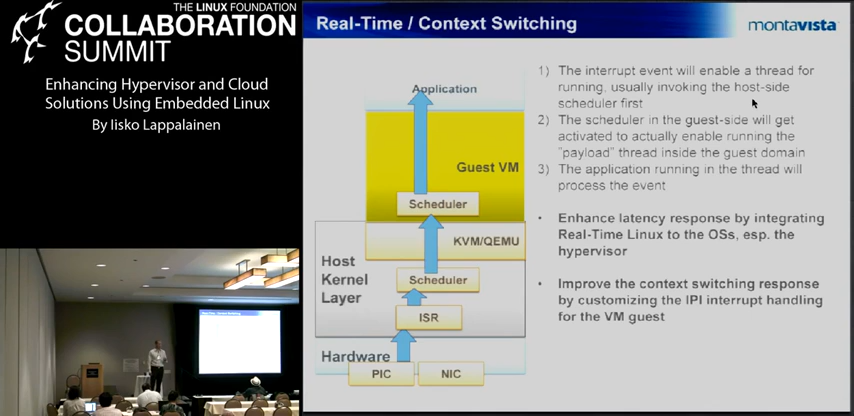 THE LINUX FOUNDATION
COLLABORATION
SUMMIT
Enhancing Hypervisor and Cloud
Solutions Using Embedded Linux
By Iisko Lappalainen
Real-Time / Context Switching
montavista
Application
Guest VM
Scheduler
KVM/QEMU
Host
Kernel
Layer
Scheduler
ISR
Hardware
PIC
NIC
1) The interrupt event will enable a thread for
running, usually invoking the host-side
scheduler first
2) The scheduler in the guest-side will get
activated to actually enable running the
"payload" thread inside the guest domain
3) The application running in the thread will
process the event
• Enhance latency response by integrating
Real-Time Linux to the OSs, esp. the
hypervisor
• Improve the context switching response
by customizing the IPI interrupt handling
for the VM guest